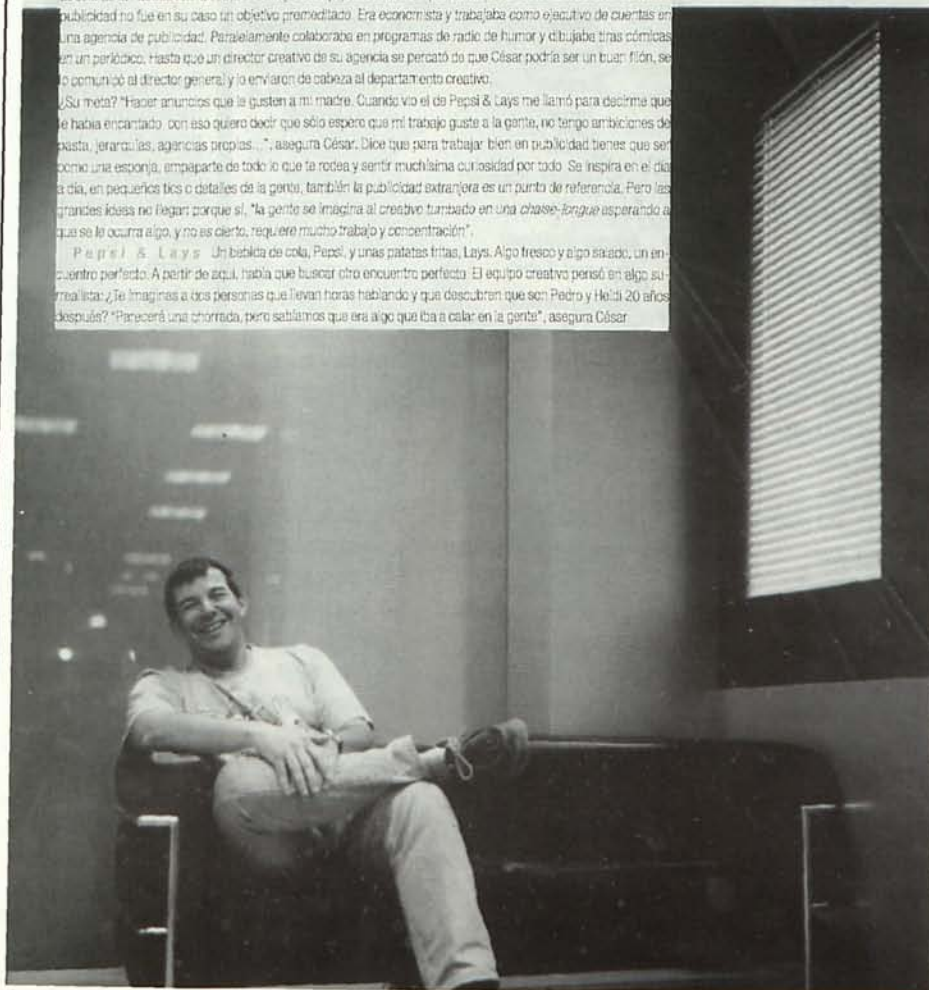 publicidad no fue en su caso un objetivo premeditado. Era economista y trabajaba como ejecutivo de cuentas en
una agencia de publicidad. Paralelamente colaboraba en programas de radio de humor y dibujaba tiras cómicas
en un periódico. Hasta que un director creativo de su agencia se percató de que César podría ser un buen filón, se
lo comunicó al director general y lo enviaron de cabeza al departamento creativo.
¿Su meta? "Hacer anuncios que le gusten a mi madre. Cuando vio el de Pepsi & Lays me llamó para decirme que
le había encantado, con eso quiero decir que sólo espero que mi trabajo guste a la gente, no tengo ambiciones de
pasta, jerarquías, agencias propias...", asegura César. Dice que para trabajar bien en publicidad tienes que ser
como una esponja, empaparte de todo lo que te rodea y sentir muchísima curiosidad por todo. Se inspira en el día
a día, en pequeños tics o detalles de la gente, también la publicidad extranjera es un punto de referencia. Pero las
grandes ideas no llegan porque sí, "la gente se imagina al creativo tumbado en una chaise-longue esperando a
que se le ocurra algo, y no es cierto, requiere mucho trabajo y concentración".
Pepsi & Lays Un bebida de cola, Pepsi, y unas patatas fritas, Lays. Algo fresco y algo salado, un en-
cuentro perfecto. A partir de aquí, había que buscar otro encuentro perfecto. El equipo creativo pensó en algo su-
rrealista: ¿Te imaginas a dos personas que llevan horas hablando y que descubren que son Pedro y Heidi 20 años
después? "Parecerá una chorrada, pero sabíamos que era algo que iba a calar en la gente", asegura César